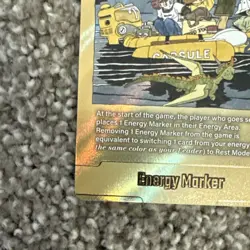 CAPSULE
At the start of the game, the player who goes se
places 1 Energy Marker in their Energy Area.
Removing 1 Energy Marker from the game is
equivalent to switching 1 card from your energy
the same color as your Leader) to Rest Mode
Energy Marker